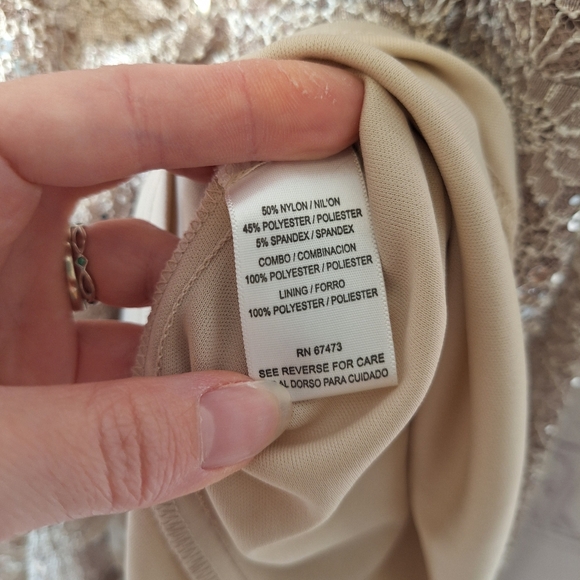 50% NYLON / NIL'ON
45% POLYESTER / POLIESTER
5% SPANDEX / SPANDEX
COMBO / COMBINACION
100% POLYESTER / POLIESTER
LINING / FORRO
100% POLYESTER / POLIESTER
RN 67473
SEE REVERSE FOR CARE
AL DORSO PARA CUIDADO